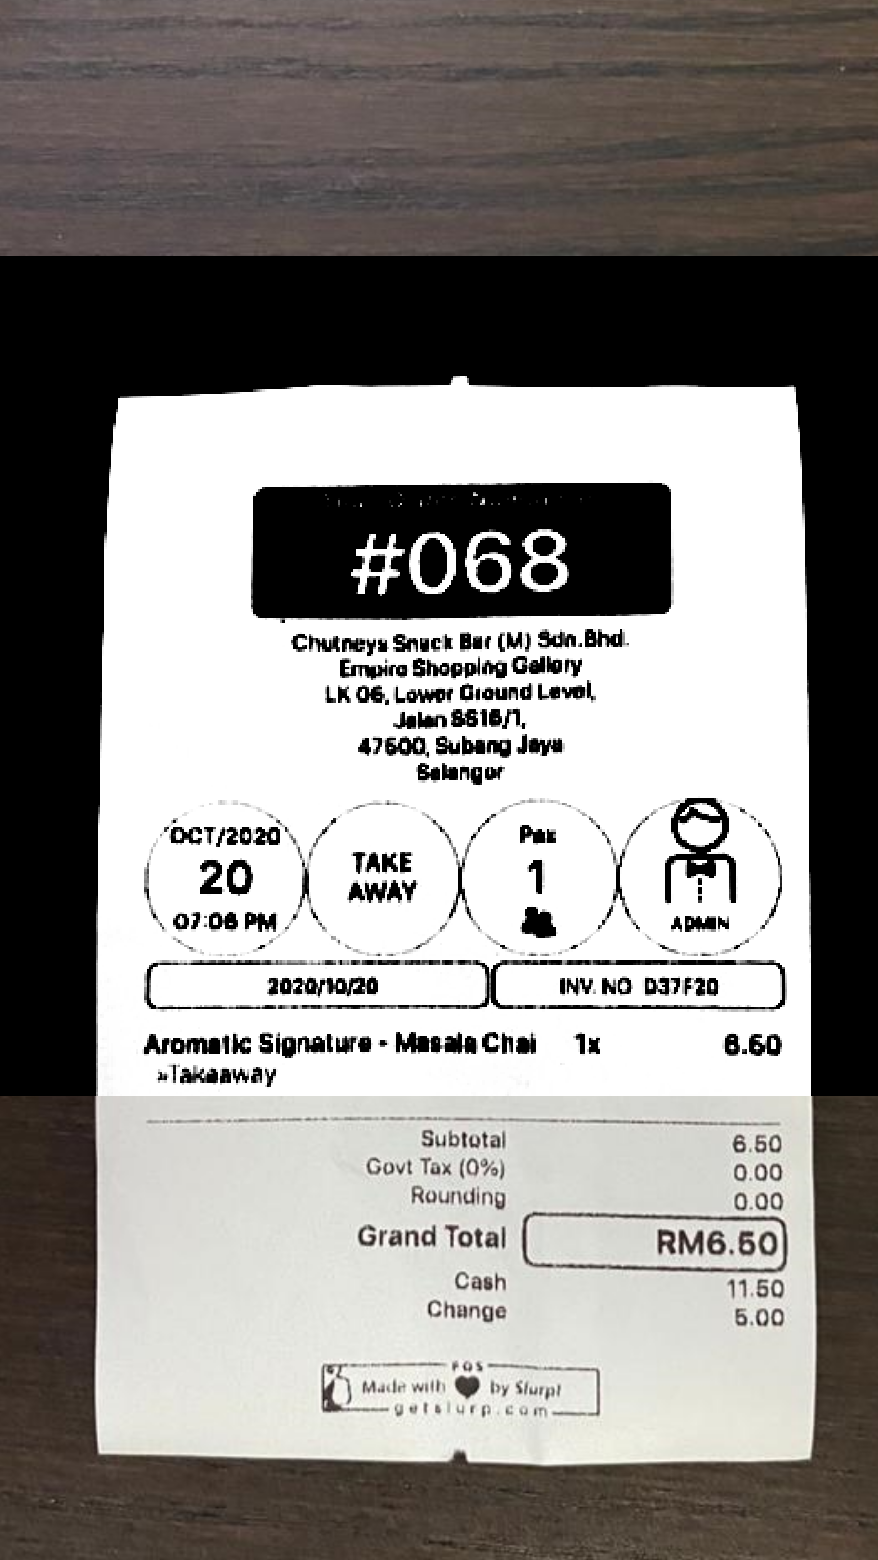 #068
Chutneys Snack Bar (M) Sdn.Bhd.
Empire Shopping Gallery
LK 06, Lower Ground Level,
Jalan SS16/1,
47500, Subang Jaya
Selangor
OCT/2020
20
07:06 PM
TAKE
AWAY
Pax
1
ADMIN
2020/10/20 INV. NO D37F20
Aromatic Signature - Masala Chai 1x 6.50
»Takeaway
Subtotal 6.50
Govt Tax (0%) 0.00
Rounding 0.00
Grand Total RM6.50
Cash 11.50
Change 5.00
POS
Made with ♥ by Slurp!
getslurp.com